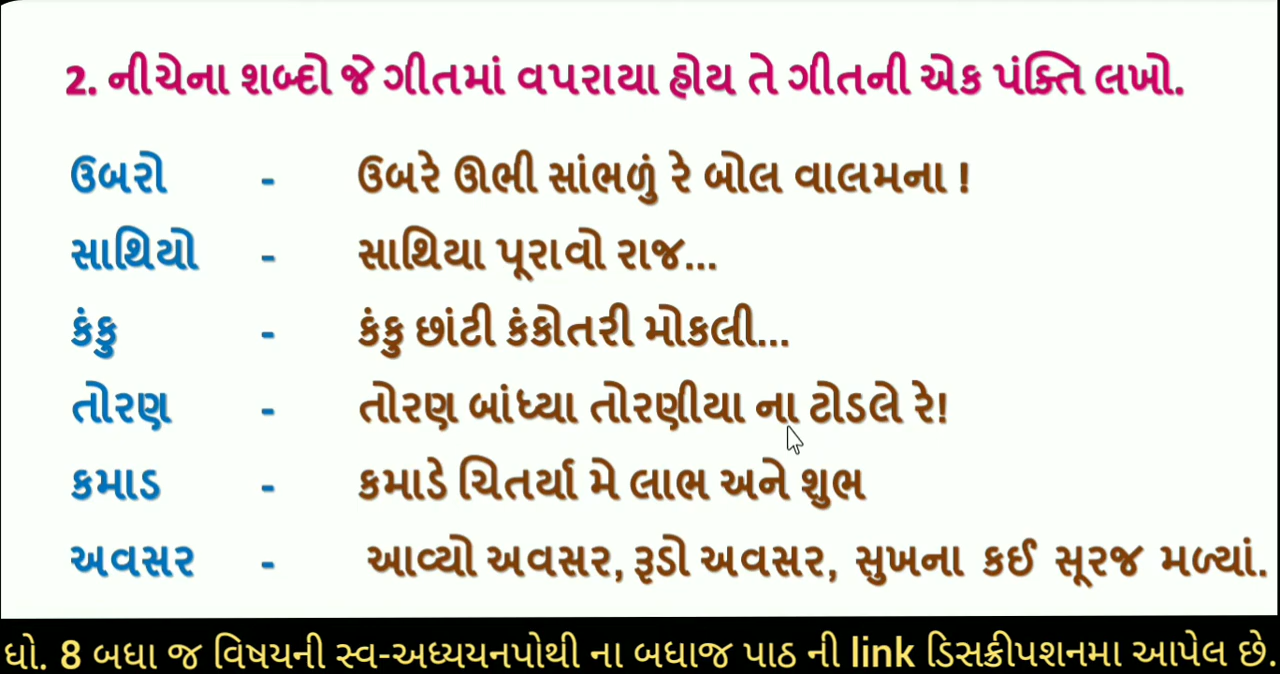 2. નીચેના શબ્દો જે ગીતમાં વપરાયા હોય તે ગીતની એક પંક્તિ લખો.
ઉબરો - ઉબરે ઊભી સાંભળું રે બોલ વાલમના !
સાથિયો - સાથિયા પૂરાવો રાજ...
કંકુ - કંકુ છાંટી કંકોતરી મોકલી...
તોરણ - તોરણ બાંધ્યા તોરણીયા ના ટોડલે રે!
કમાડ - કમાડે ચિતર્યા મે લાભ અને શુભ
અવસર - આવ્યો અવસર, રૂડો અવસર, સુખના કઈ સૂરજ મળ્યાં.
ધો. 8 બધા જ વિષયની સ્વ-અધ્યયનપોથી ના બધાજ પાઠ ની link ડિસક્રીપશનમા આપેલ છે.